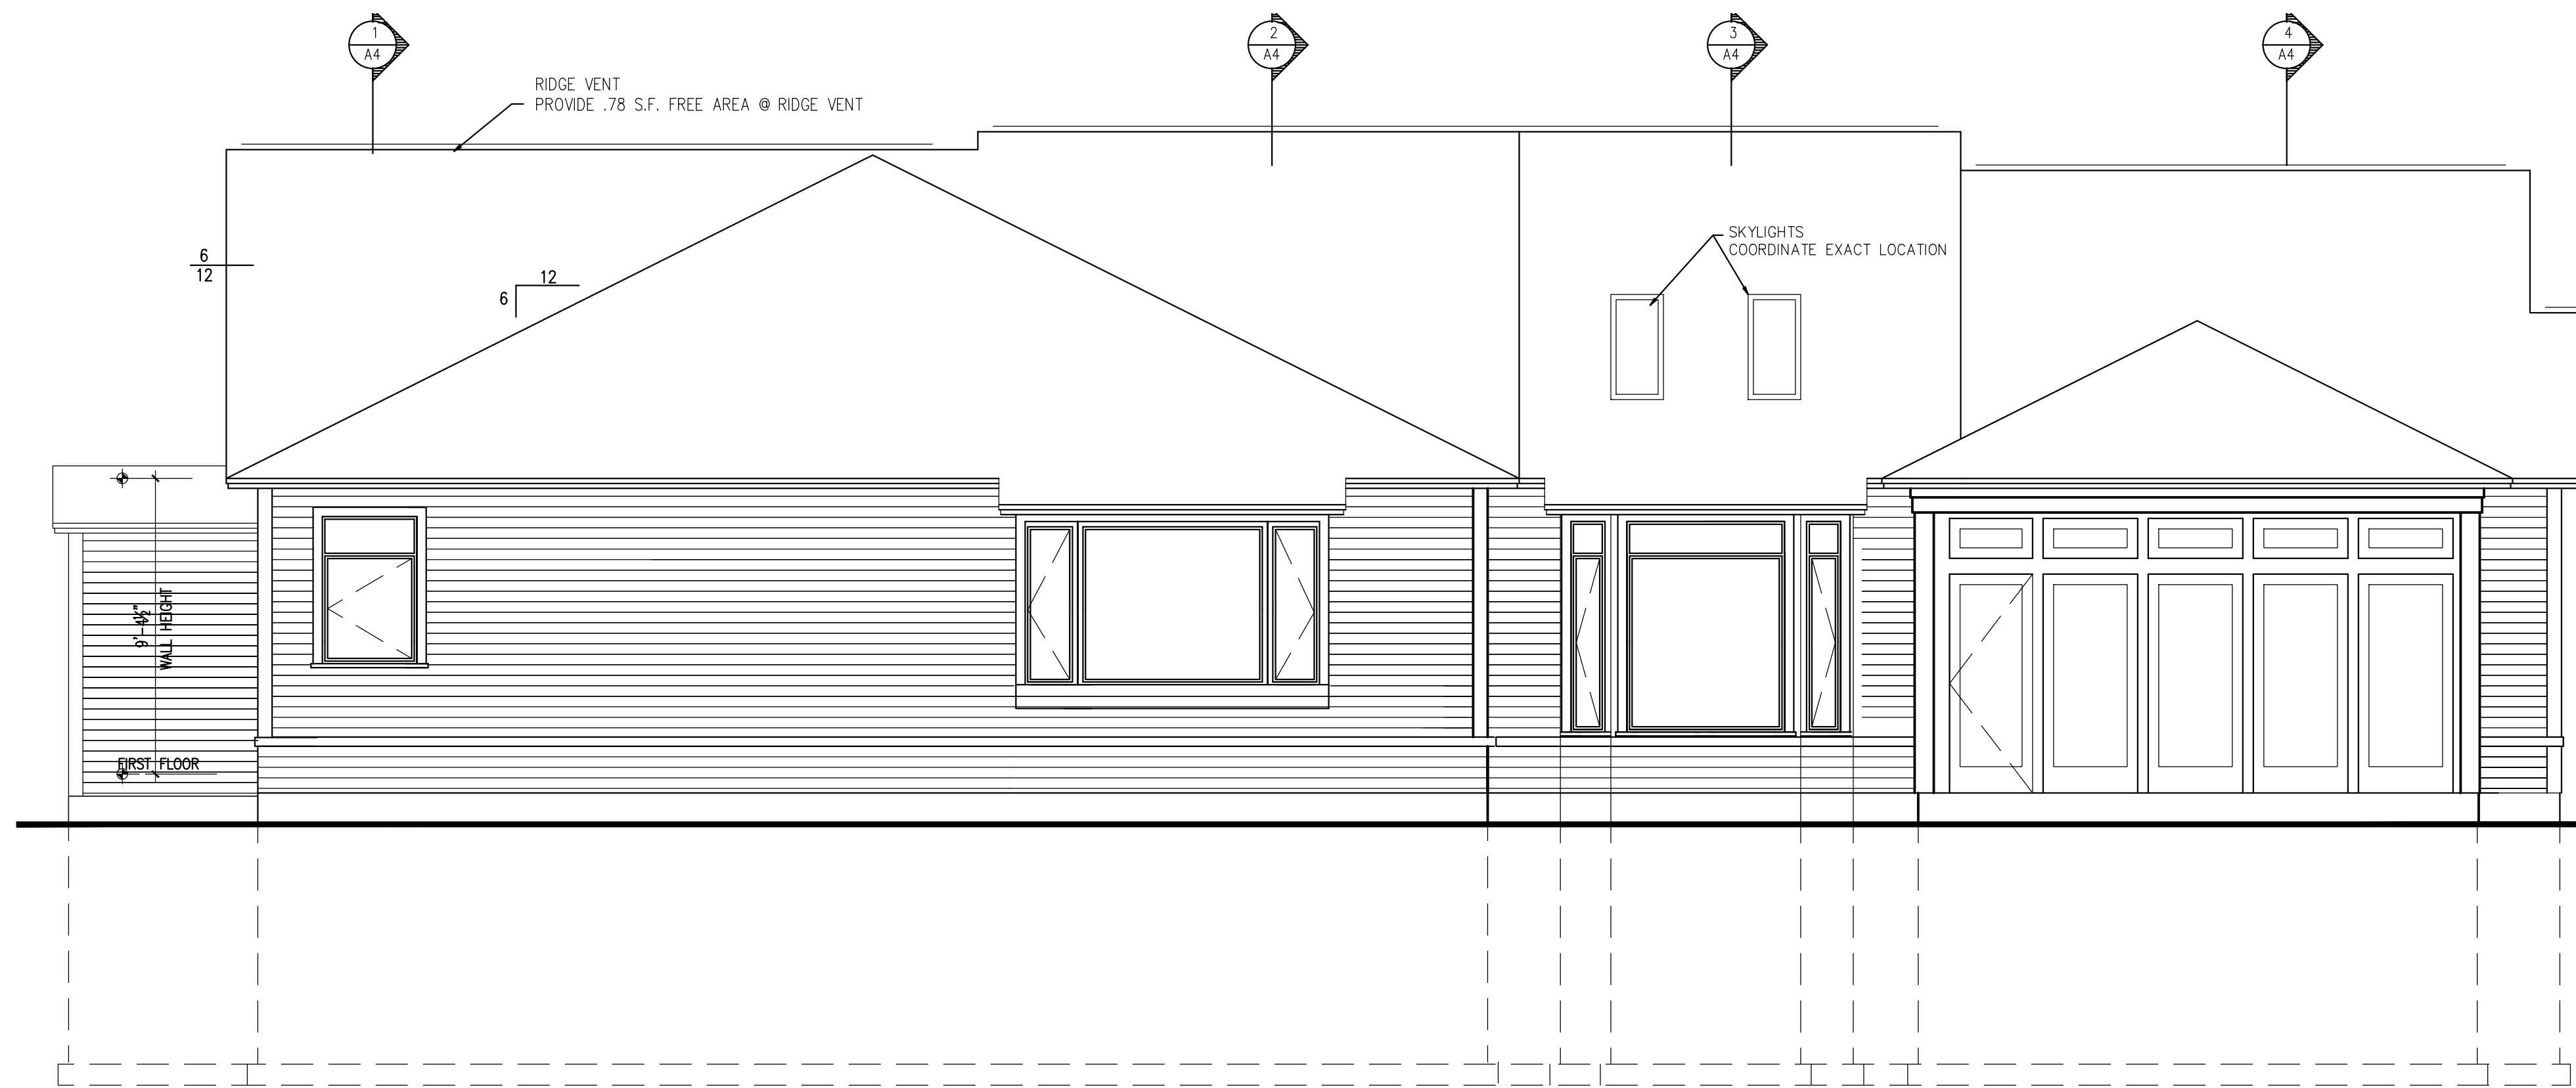 1
A4
2
A4
3
A4
4
A4
RIDGE VENT
PROVIDE .78 S.F. FREE AREA @ RIDGE VENT
SKYLIGHTS
COORDINATE EXACT LOCATION
6
12
12
6
9'-4½"
WALL HEIGHT
FIRST FLOOR